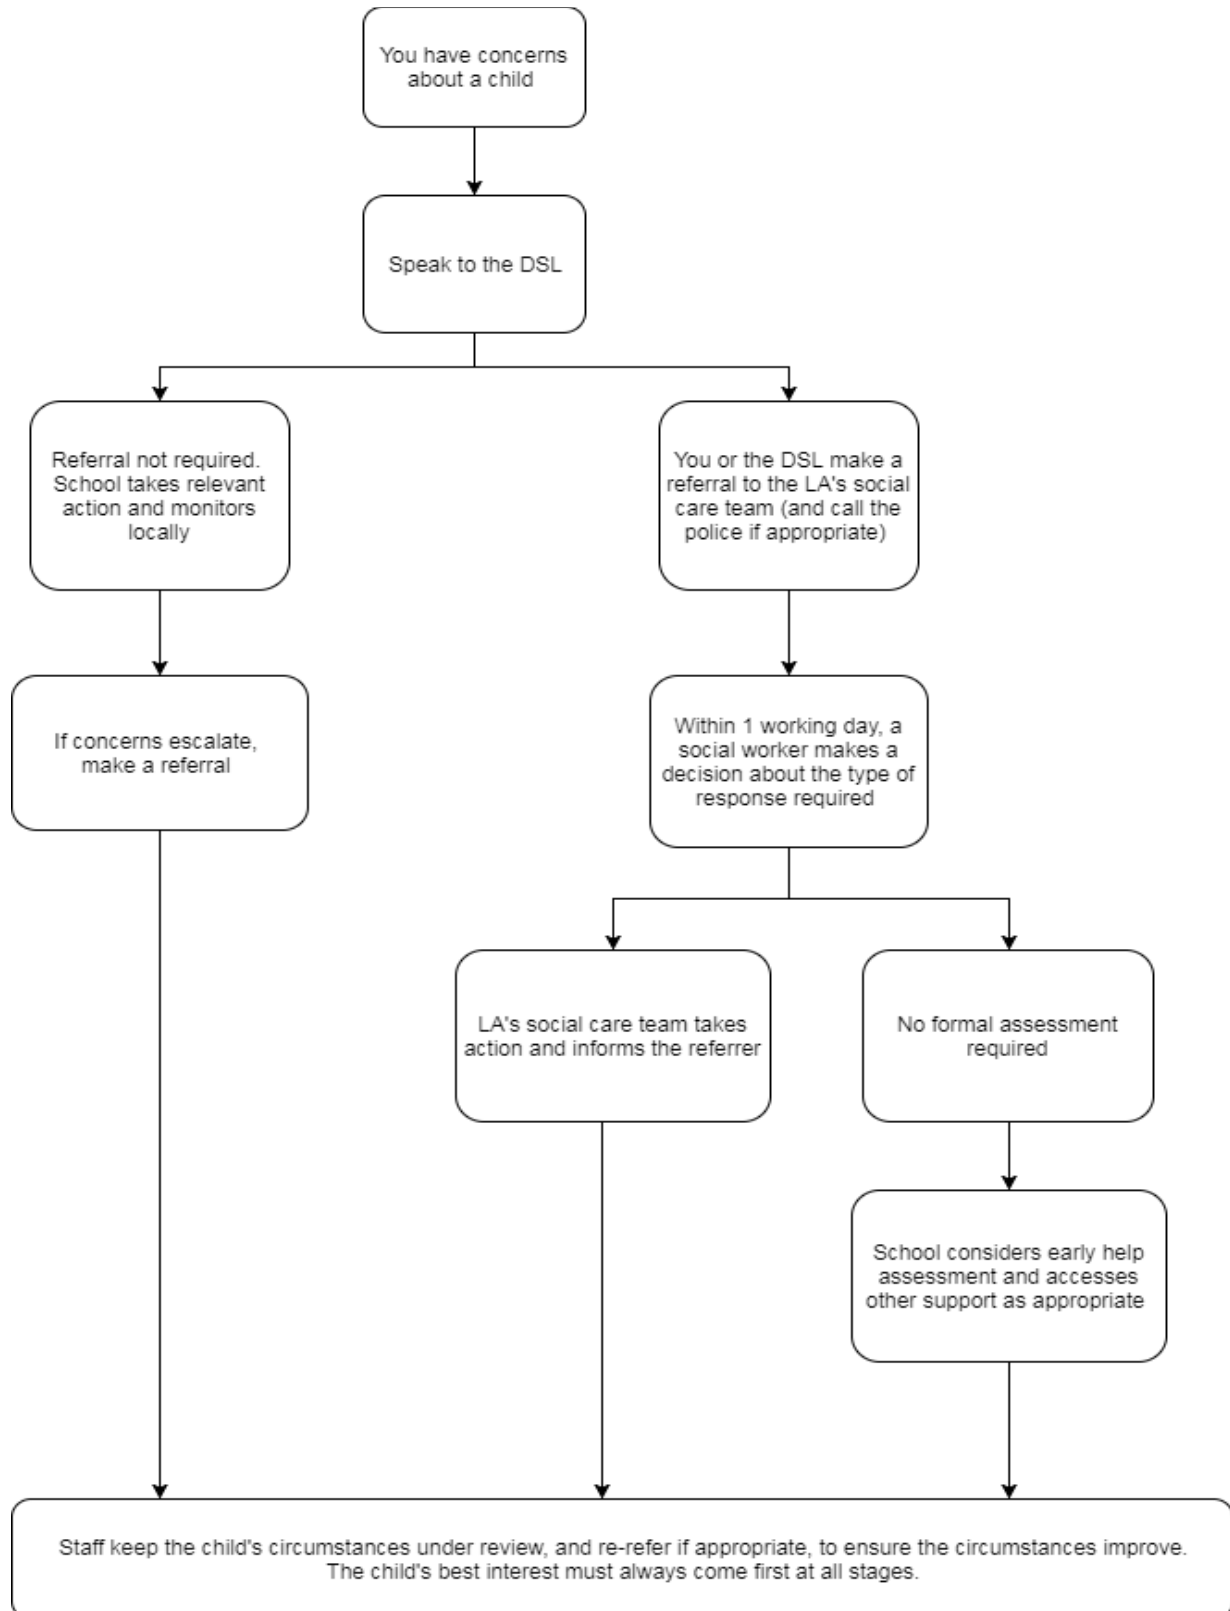 You have concerns
about a child
Speak to the DSL
Referral not required.
School takes relevant
action and monitors
locally
You or the DSL make a
referral to the LA's social
care team (and call the
police if appropriate)
If concerns escalate,
make a referral
Within 1 working day, a
social worker makes a
decision about the type of
response required
LA's social care team takes
action and informs the referrer
No formal assessment
required
School considers early help
assessment and accesses
other support as appropriate
Staff keep the child's circumstances under review, and re-refer if appropriate, to ensure the circumstances improve.
The child's best interest must always come first at all stages.